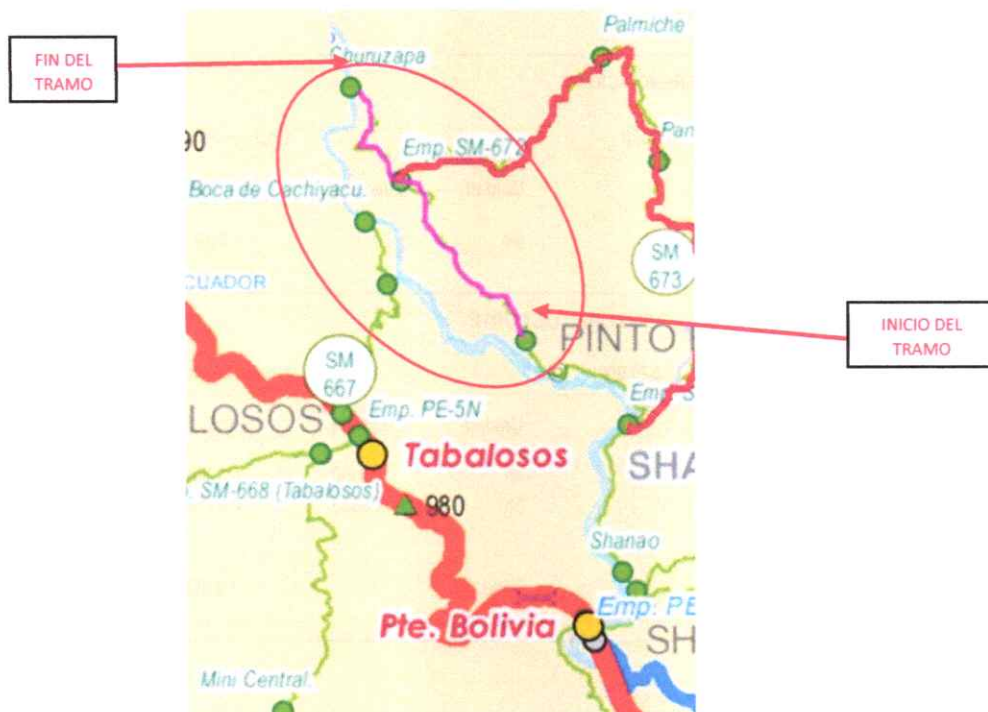 Palmiche
FIN DEL
TRAMO
Churuzapa
Pan
90
Emp. SM-672
Boca de Cachiyacu.
SM
673
CUADOR
INICIO DEL
TRAMO
PINTO
SM
667
Em
LOSOS
Emp. PE-5N
Tabalosos
SHA
. SM-668 (Tabalosos)
980
Shanao
Emp. PE
Pte. Bolivia
SH
Mini Central.